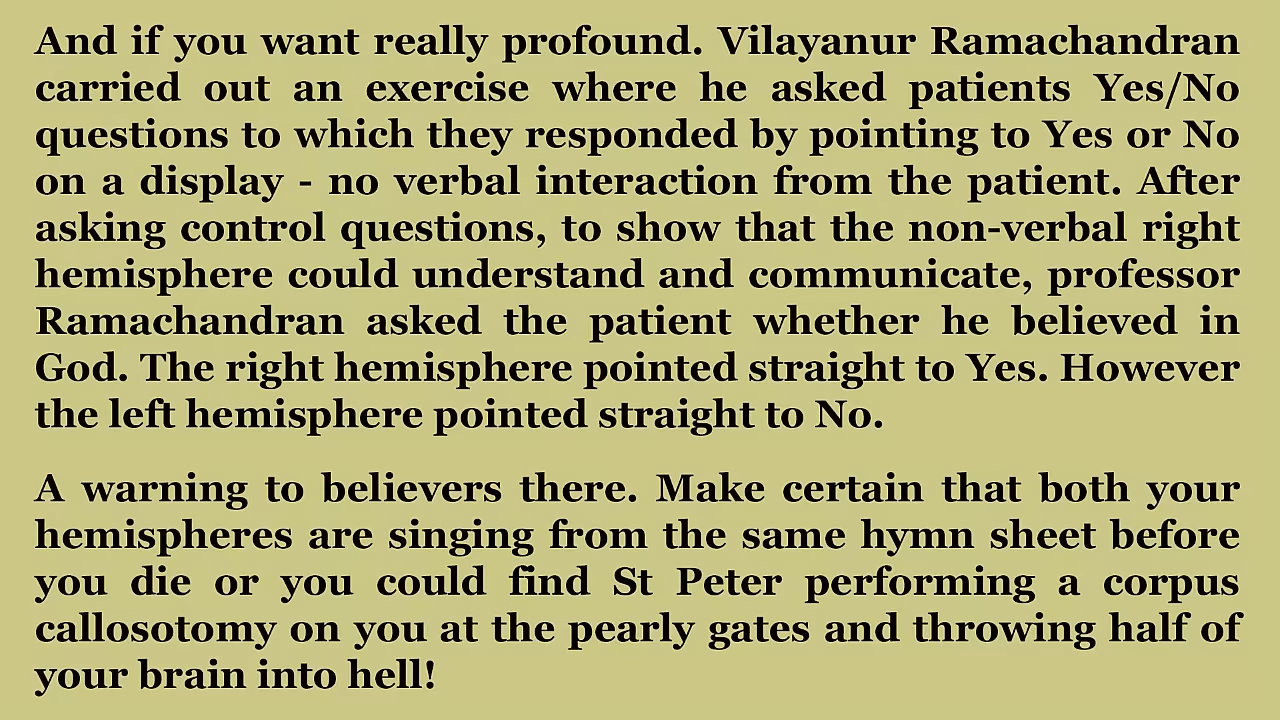 And if you want really profound. Vilayanur Ramachandran
carried out an exercise where he asked patients Yes/No
questions to which they responded by pointing to Yes or No
on a display - no verbal interaction from the patient. After
asking control questions, to show that the non-verbal right
hemisphere could understand and communicate, professor
Ramachandran asked the patient whether he believed in
God. The right hemisphere pointed straight to Yes. However
the left hemisphere pointed straight to No.
A warning to believers there. Make certain that both your
hemispheres are singing from the same hymn sheet before
you die or you could find St Peter performing a corpus
callosotomy on you at the pearly gates and throwing half of
your brain into hell!